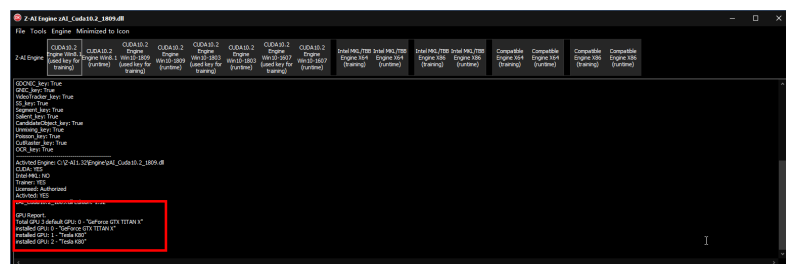 Z-AI Engine zAI_Cuda10.2_1809.dll
File Tools Engine Minimized to Icon
Z-AI Engine
CUDA10.2
Engine Win8.1
(used key for
training)
CUDA10.2
Engine Win8.1
(runtime)
CUDA10.2
Engine
Win10-1809
(used key for
training)
CUDA10.2
Engine
Win10-1809
(runtime)
CUDA10.2
Engine
Win10-1803
(used key for
training)
CUDA10.2
Engine
Win10-1803
(runtime)
CUDA10.2
Engine
Win10-1607
(used key for
training)
CUDA10.2
Engine
Win10-1607
(runtime)
Intel MKL/TBB
Engine X64
(training)
Intel MKL/TBB
Engine X64
(runtime)
Intel MKL/TBB
Engine X86
(training)
Intel MKL/TBB
Engine X86
(runtime)
Compatible
Engine X64
(training)
Compatible
Engine X64
(runtime)
Compatible
Engine X86
(training)
Compatible
Engine X86
(runtime)
GDCNIC_key: True
GNIC_key: True
VideoTracker_key: True
SS_key: True
Segment_key: True
Salient_key: True
CandidateObject_key: True
Unmixing_key: True
Poisson_key: True
CutRaster_key: True
OCR_key: True
Activted Engine: C:\Z-AI1.32\Engine\zAI_Cuda10.2_1809.dll
CUDA: YES
Intel-MKL: NO
Trainer: YES
Licensed: Authorized
Activted: YES
GPU Report.
Total GPU 3 default GPU: 0 - "GeForce GTX TITAN X"
installed GPU: 0 - "GeForce GTX TITAN X"
installed GPU: 1 - "Tesla K80"
installed GPU: 2 - "Tesla K80"